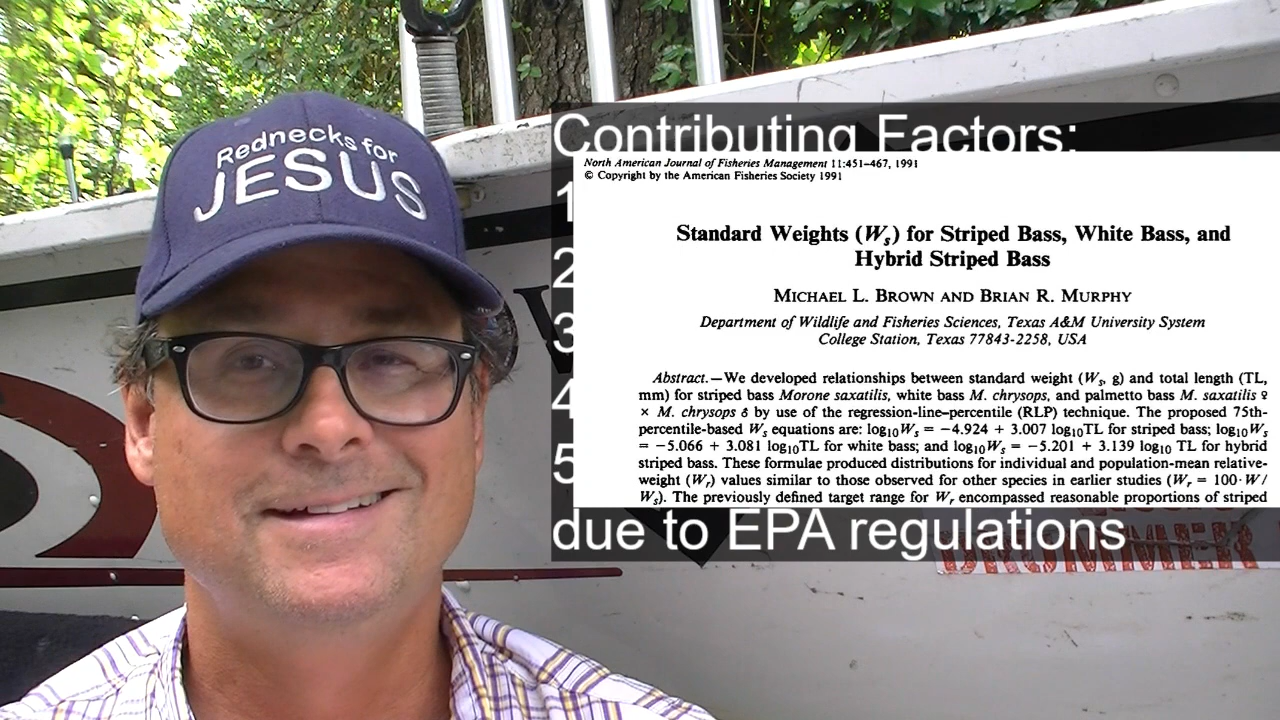 Rednecks for
JESUS
Contributing Factors:
North American Journal of Fisheries Management 11:451–467, 1991
© Copyright by the American Fisheries Society 1991
Standard Weights (Ws) for Striped Bass, White Bass, and
Hybrid Striped Bass
MICHAEL L. BROWN AND BRIAN R. MURPHY
Department of Wildlife and Fisheries Sciences, Texas A&M University System
College Station, Texas 77843-2258, USA
Abstract.—We developed relationships between standard weight (Ws, g) and total length (TL,
mm) for striped bass Morone saxatilis, white bass M. chrysops, and palmetto bass M. saxatilis ♀
× M. chrysops ♂ by use of the regression-line-percentile (RLP) technique. The proposed 75th-
percentile-based Ws equations are: log10Ws = −4.924 + 3.007 log10TL for striped bass; log10Ws
= −5.066 + 3.081 log10TL for white bass; and log10Ws = −5.201 + 3.139 log10 TL for hybrid
striped bass. These formulae produced distributions for individual and population-mean relative-
weight (Wr) values similar to those observed for other species in earlier studies (Wr = 100·W/
Ws). The previously defined target range for Wr encompassed reasonable proportions of striped
1
2
3
4
5
due to EPA regulations
DRUMMER